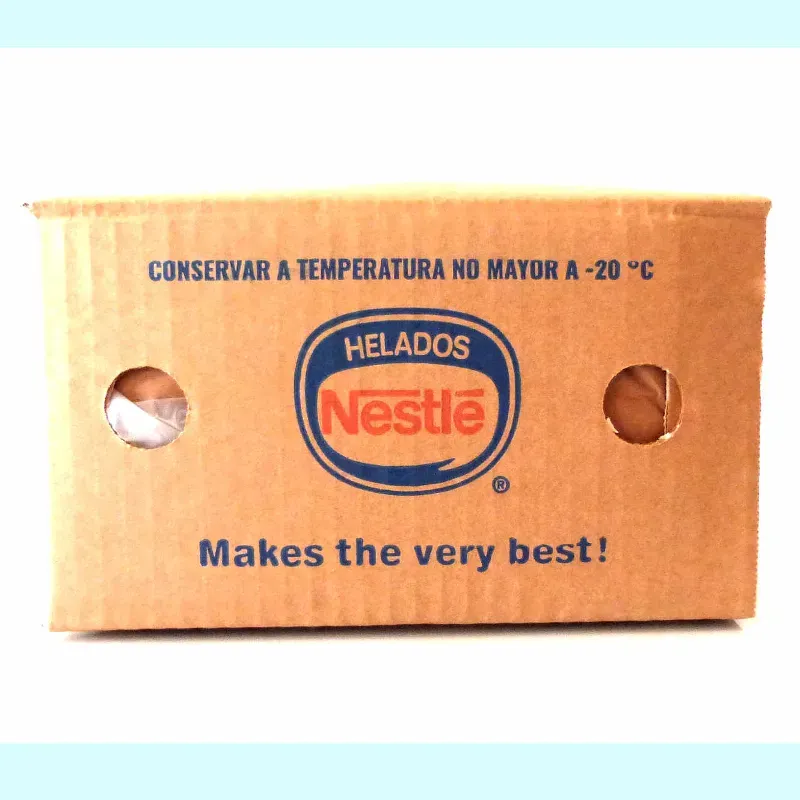 CONSERVAR A TEMPERATURA NO MAYOR A -20 °C
HELADOS
Nestlé
®
Makes the very best!